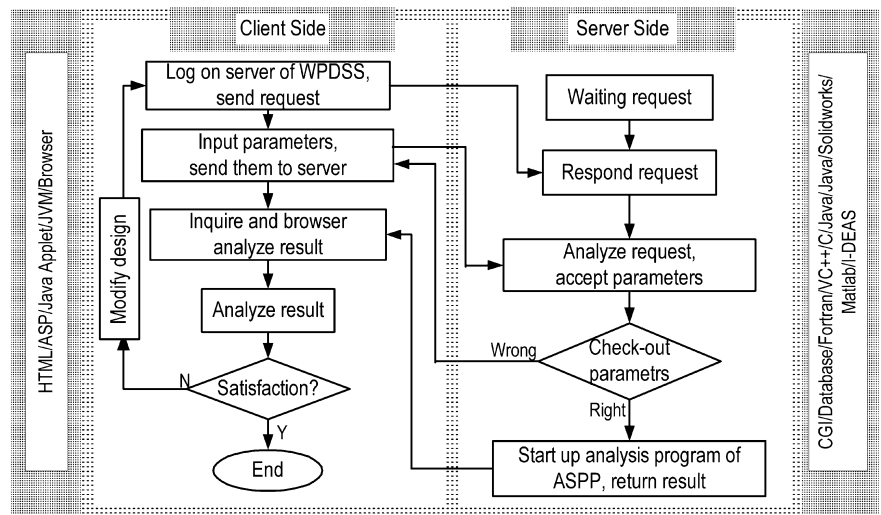 Client Side
Server Side
HTML/ASP/Java Applet/JVM/Browser
Log on server of WPDSS,
send request
Input parameters,
send them to server
Inquire and browser
analyze result
Modify design
Analyze result
Satisfaction?
N
Y
End
Waiting request
Respond request
Analyze request,
accept parameters
Wrong
Check-out
parametrs
Right
Start up analysis program of
ASPP, return result
CGI/Database/Fortran/VC++/C/Java/Java/Solidworks/
Matlab/I-DEAS